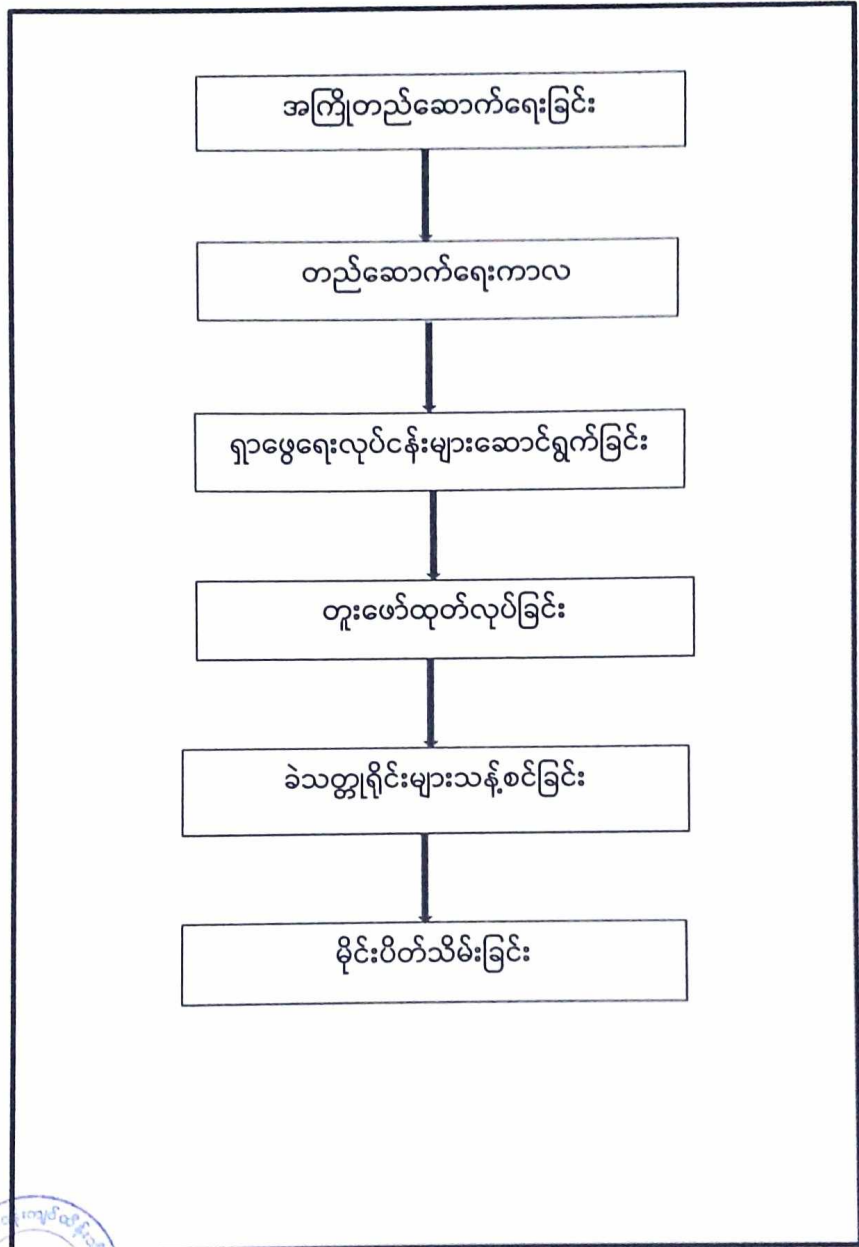 အကြိုတည်ဆောက်ရေးခြင်း
တည်ဆောက်ရေးကာလ
ရှာဖွေရေးလုပ်ငန်းများဆောင်ရွက်ခြင်း
တူးဖော်ထုတ်လုပ်ခြင်း
ခဲသတ္တုရိုင်းများသန့်စင်ခြင်း
မိုင်းပိတ်သိမ်းခြင်း